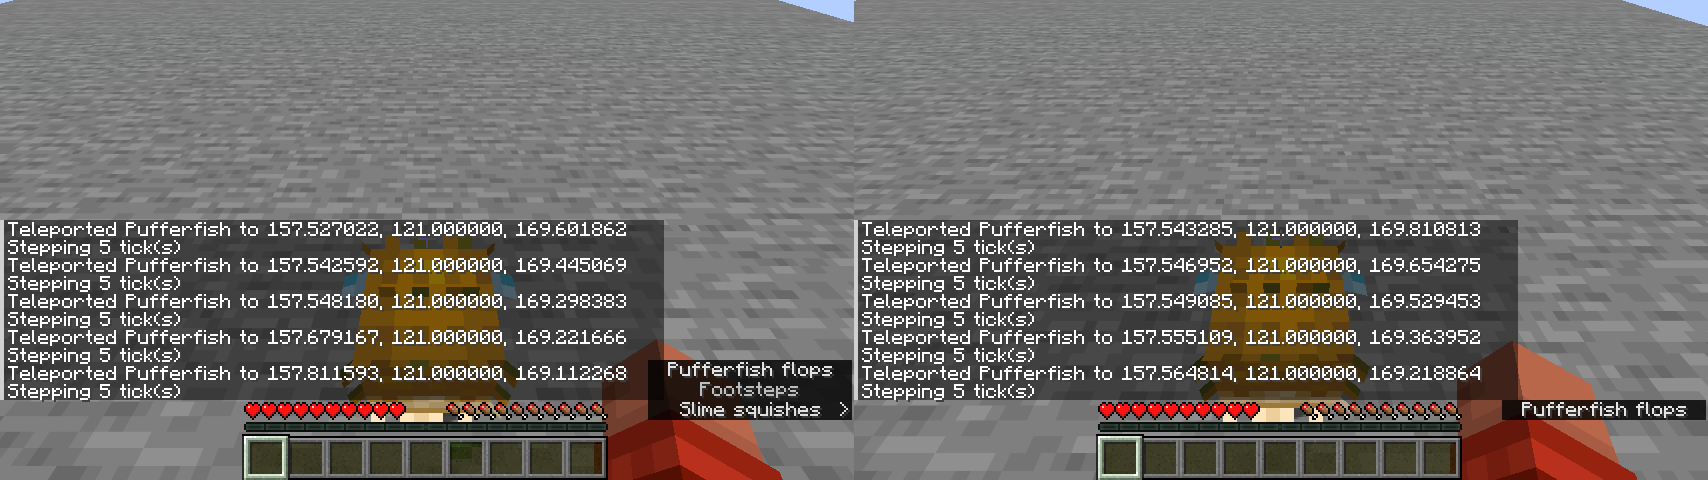 Teleported Pufferfish to 157.527022, 121.000000, 169.601862
Stepping 5 tick(s)
Teleported Pufferfish to 157.542592, 121.000000, 169.445069
Stepping 5 tick(s)
Teleported Pufferfish to 157.548180, 121.000000, 169.298383
Stepping 5 tick(s)
Teleported Pufferfish to 157.679167, 121.000000, 169.221666
Stepping 5 tick(s)
Teleported Pufferfish to 157.811593, 121.000000, 169.112268
Stepping 5 tick(s)
Pufferfish flops
Footsteps
Slime squishes >
Teleported Pufferfish to 157.543285, 121.000000, 169.810813
Stepping 5 tick(s)
Teleported Pufferfish to 157.546952, 121.000000, 169.654275
Stepping 5 tick(s)
Teleported Pufferfish to 157.549085, 121.000000, 169.529453
Stepping 5 tick(s)
Teleported Pufferfish to 157.555109, 121.000000, 169.363952
Stepping 5 tick(s)
Teleported Pufferfish to 157.564814, 121.000000, 169.218864
Stepping 5 tick(s)
Pufferfish flops